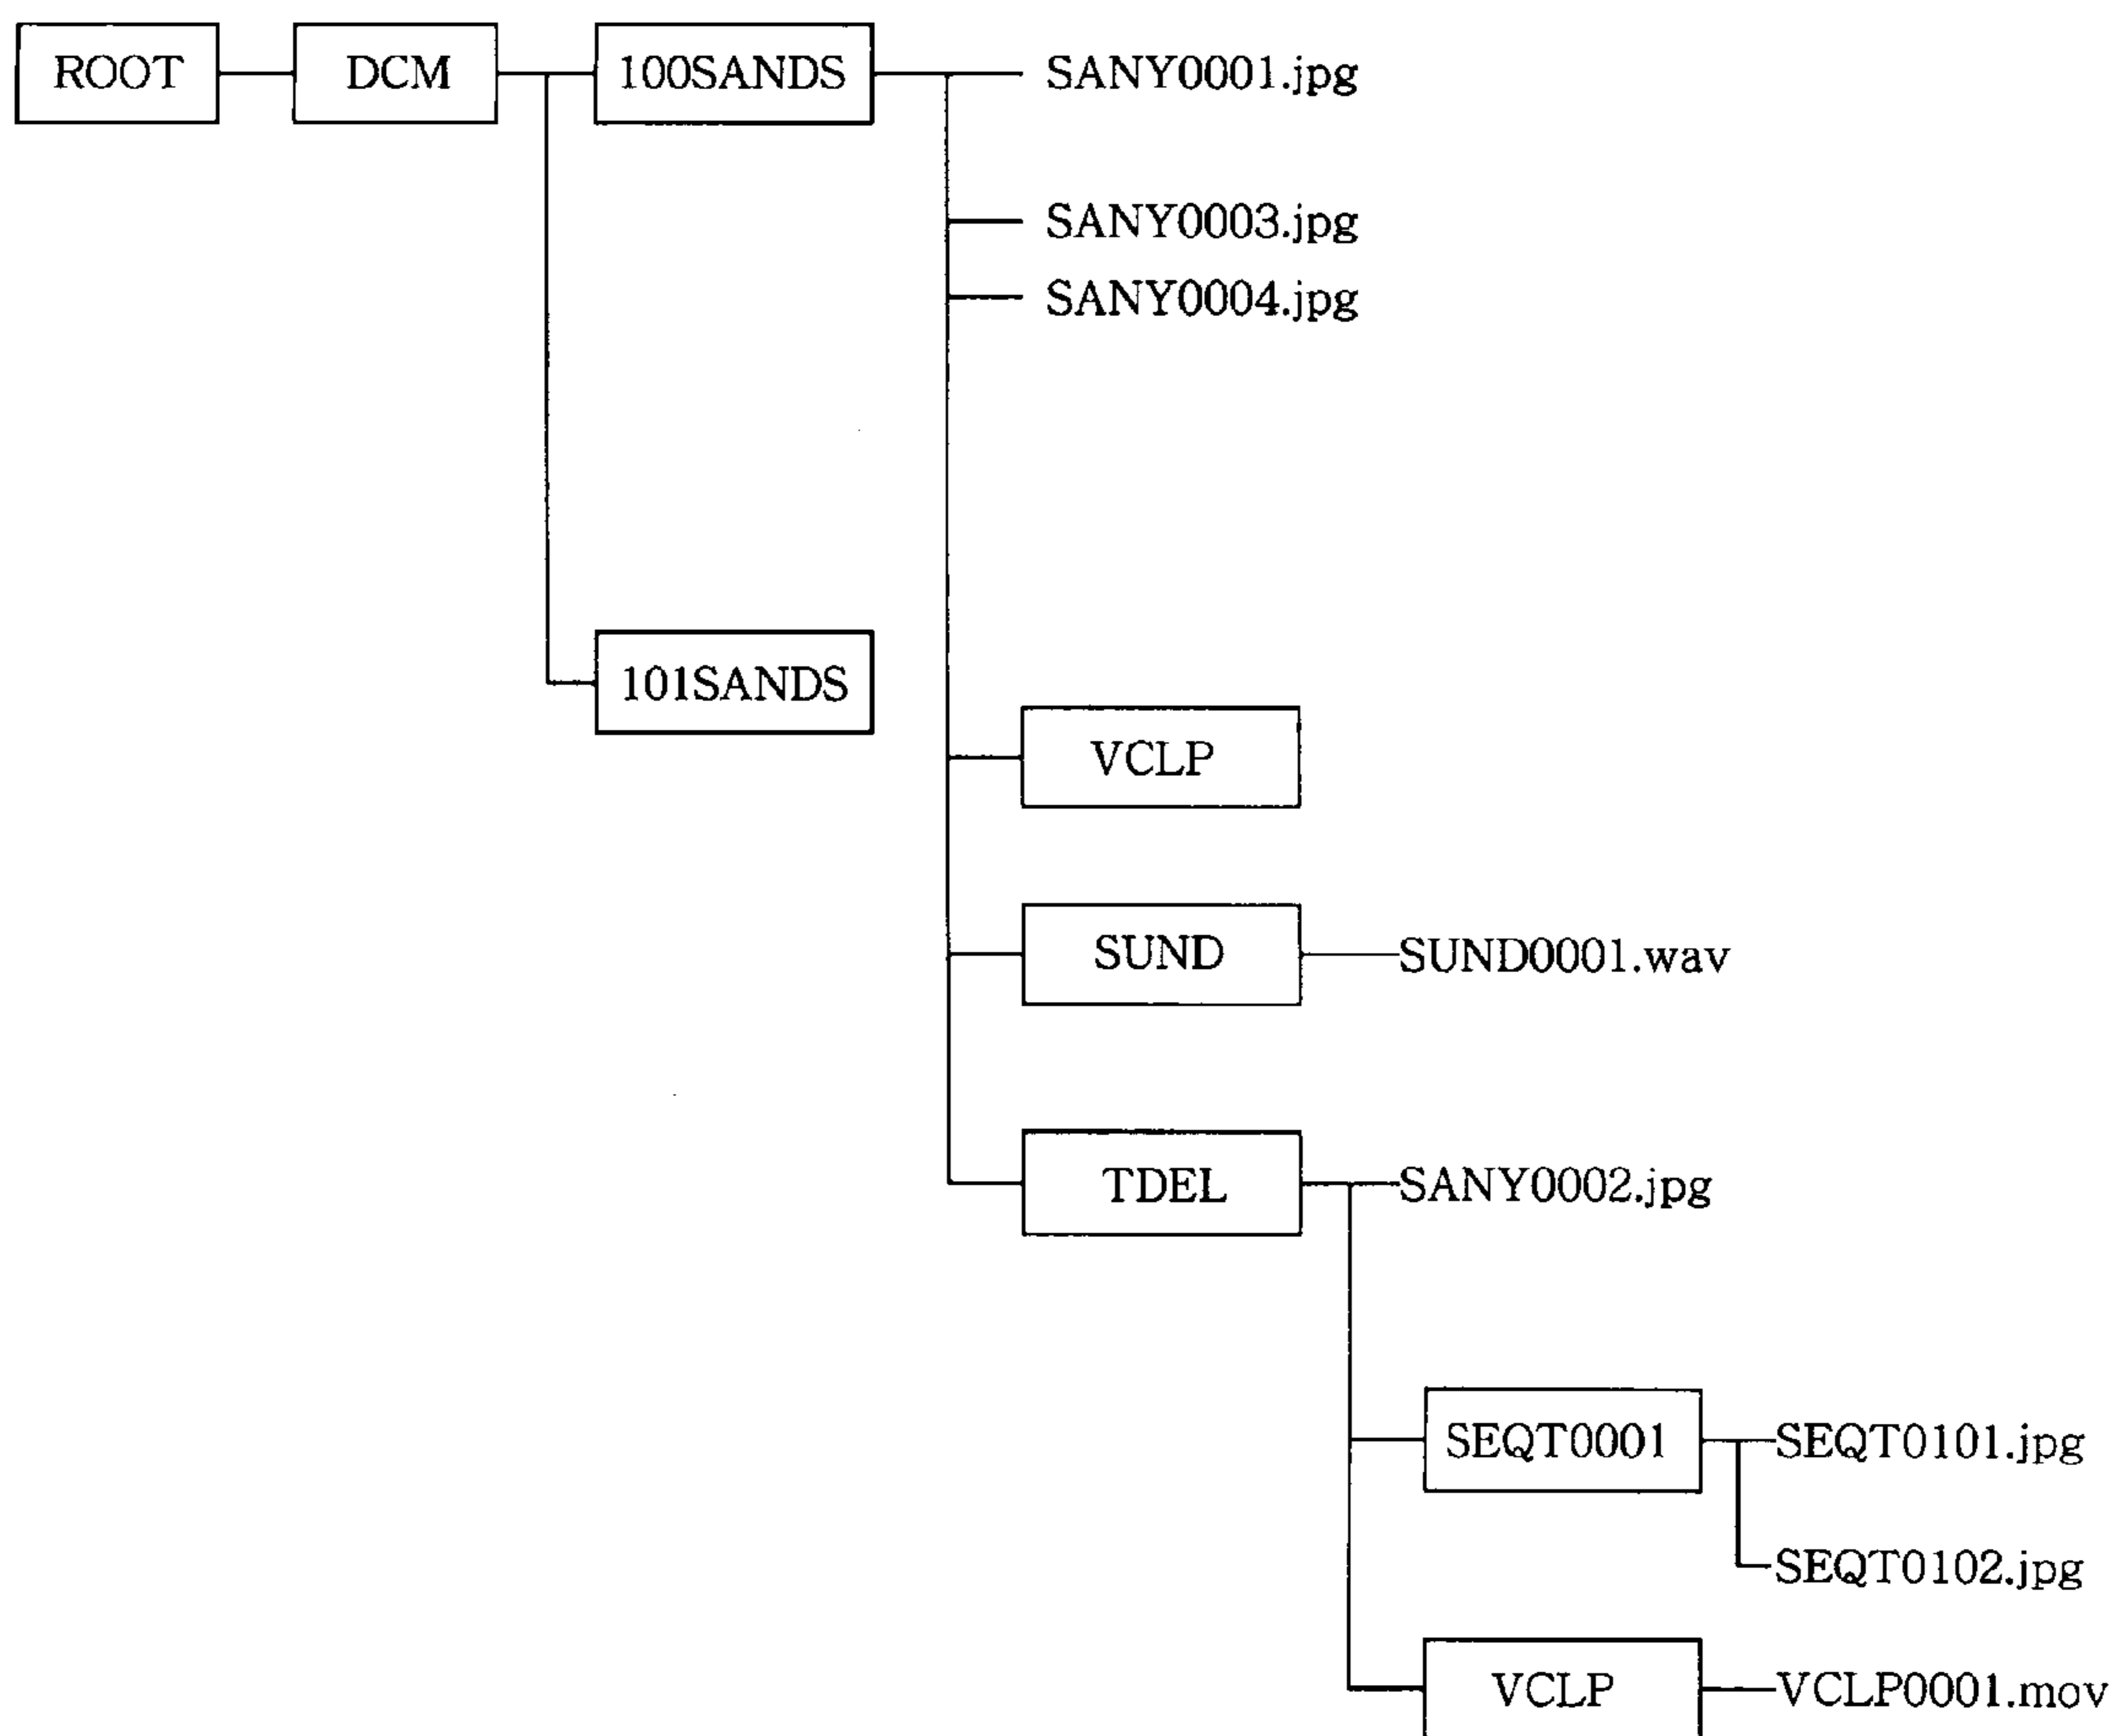 ROOT DCM 100SANDS SANY0001.jpg
SANY0003.jpg
SANY0004.jpg
101SANDS
VCLP
SUND SUND0001.wav
TDEL SANY0002.jpg
SEQT0001 SEQT0101.jpg
SEQT0102.jpg
VCLP VCLP0001.mov